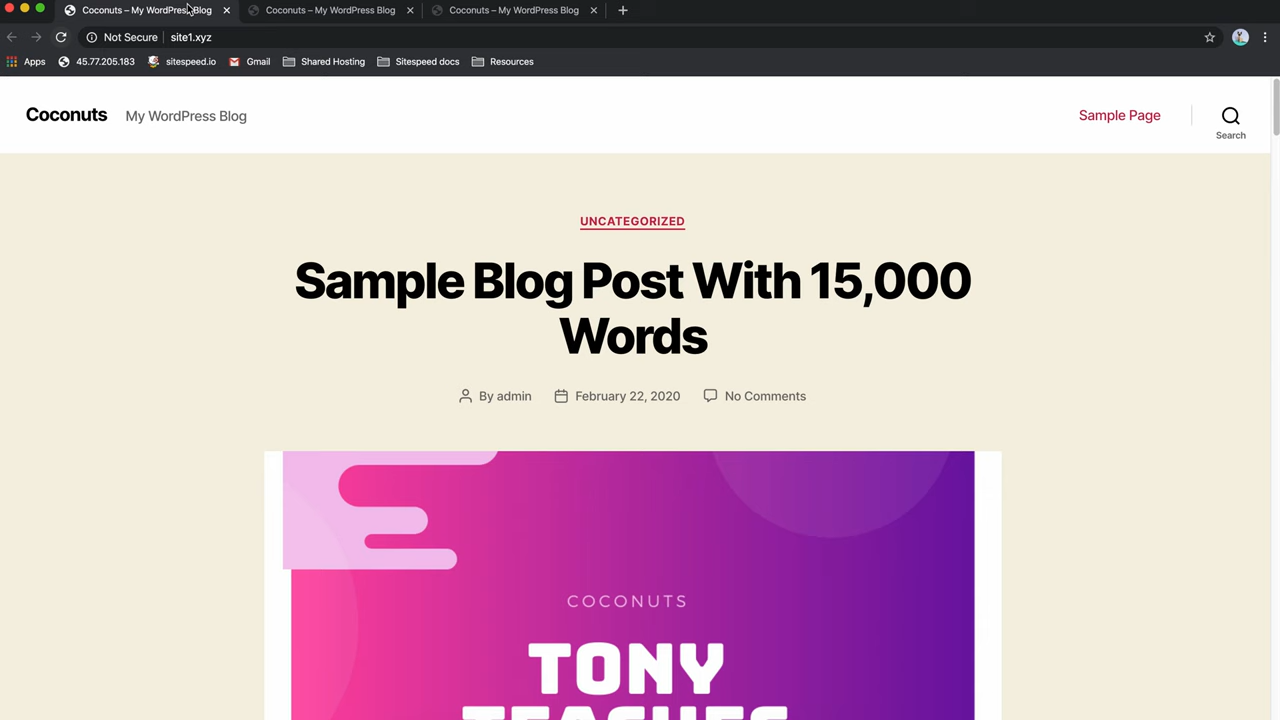 Coconuts – My WordPress Blog
Coconuts – My WordPress Blog
Coconuts – My WordPress Blog
Not Secure
site1.xyz
Apps
45.77.205.183
sitespeed.io
Gmail
Shared Hosting
Sitespeed docs
Resources
Coconuts
My WordPress Blog
Sample Page
Search
UNCATEGORIZED
Sample Blog Post With 15,000
Words
By admin
February 22, 2020
No Comments
COCONUTS
TONY
TEACHES